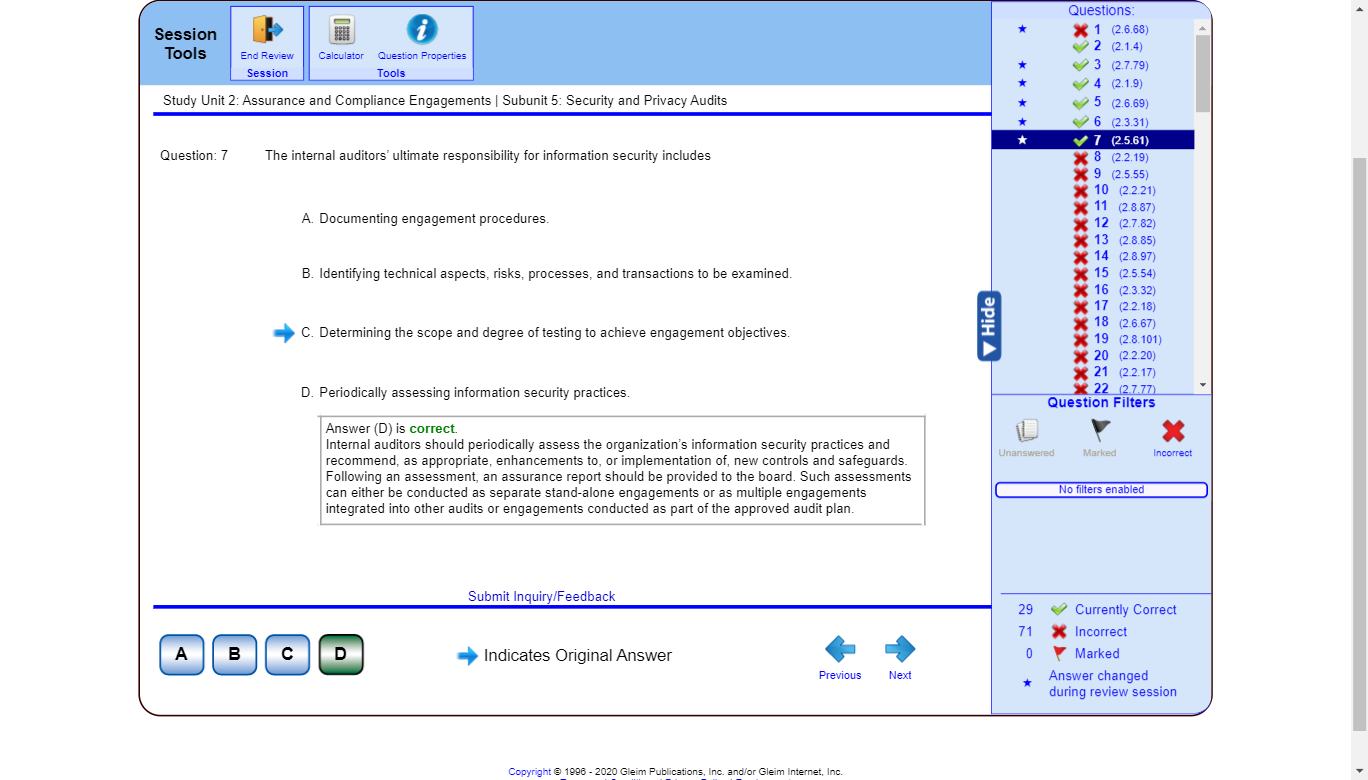 Session
Tools
End Review
Session
Calculator
Question Properties
Tools
Study Unit 2: Assurance and Compliance Engagements | Subunit 5: Security and Privacy Audits
Question: 7
The internal auditors' ultimate responsibility for information security includes
A. Documenting engagement procedures.
B. Identifying technical aspects, risks, processes, and transactions to be examined.
C. Determining the scope and degree of testing to achieve engagement objectives.
D. Periodically assessing information security practices.
Answer (D) is correct.
Internal auditors should periodically assess the organization's information security practices and
recommend, as appropriate, enhancements to, or implementation of, new controls and safeguards.
Following an assessment, an assurance report should be provided to the board. Such assessments
can either be conducted as separate stand-alone engagements or as multiple engagements
integrated into other audits or engagements conducted as part of the approved audit plan.
Submit Inquiry/Feedback
A B C D
Indicates Original Answer
Previous
Next
Hide
Questions:
1 (2.6.68)
2 (2.1.4)
3 (2.7.79)
4 (2.1.9)
5 (2.6.69)
6 (2.3.31)
7 (2.5.61)
8 (2.2.19)
9 (2.5.55)
10 (2.2.21)
11 (2.8.87)
12 (2.7.82)
13 (2.8.85)
14 (2.8.97)
15 (2.5.54)
16 (2.3.32)
17 (2.2.18)
18 (2.6.67)
19 (2.8.101)
20 (2.2.20)
21 (2.2.17)
22 (2.7.77)
Question Filters
Unanswered
Marked
Incorrect
No filters enabled
29 Currently Correct
71 Incorrect
0 Marked
Answer changed
during review session
Copyright © 1996 - 2020 Gleim Publications, Inc. and/or Gleim Internet, Inc.